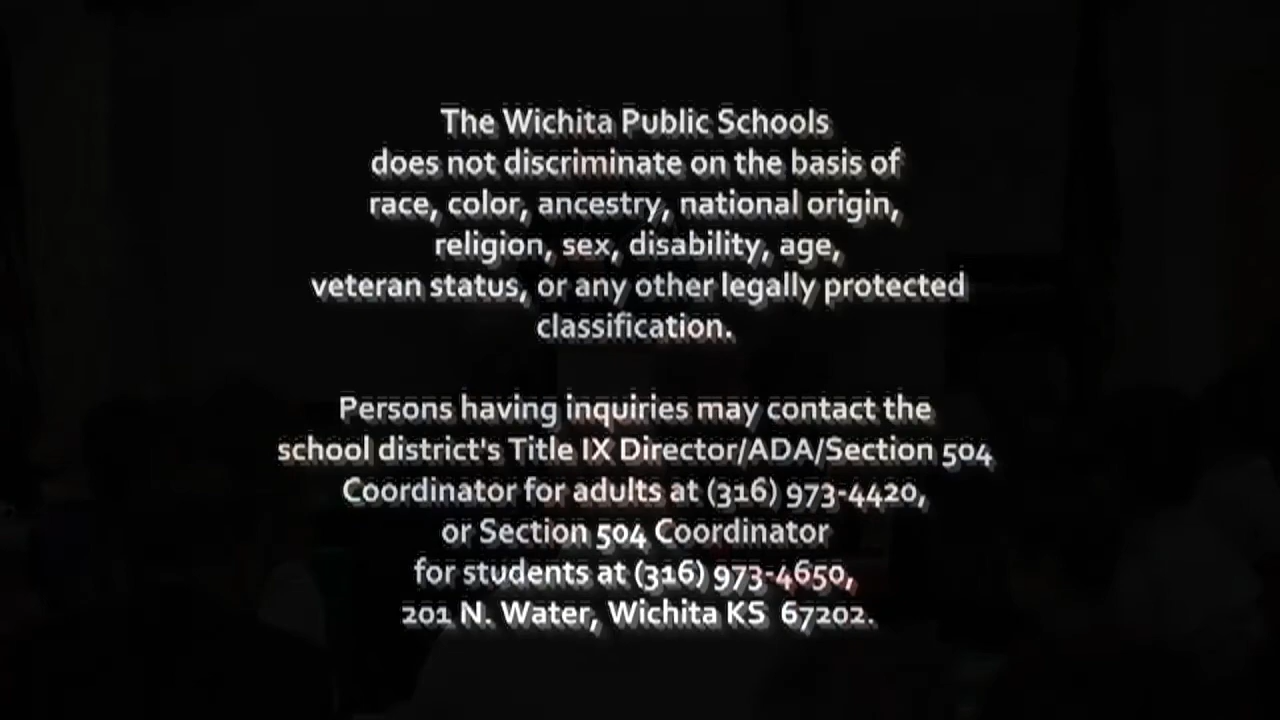 The Wichita Public Schools
does not discriminate on the basis of
race, color, ancestry, national origin,
religion, sex, disability, age,
veteran status, or any other legally protected
classification.
Persons having inquiries may contact the
school district's Title IX Director/ADA/Section 504
Coordinator for adults at (316) 973-4420,
or Section 504 Coordinator
for students at (316) 973-4650,
201 N. Water, Wichita KS  67202.